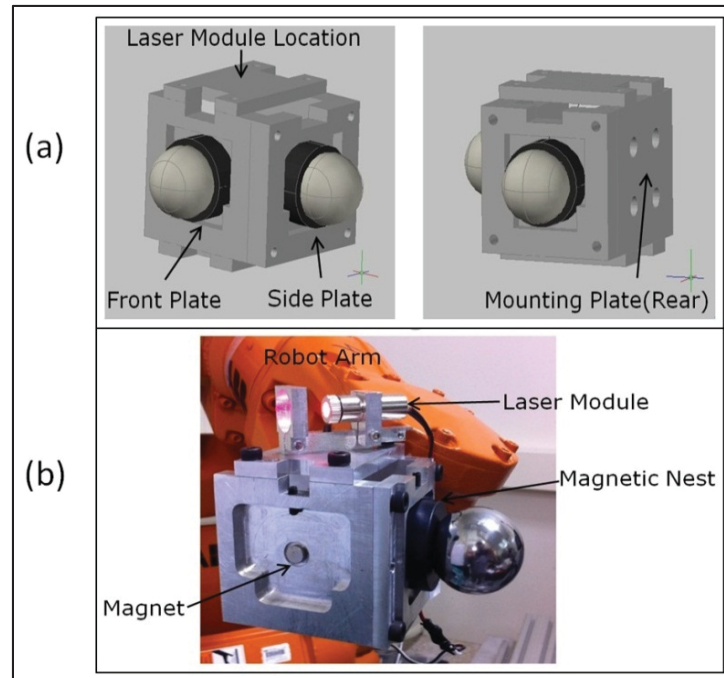 (a)
Laser Module Location
Front Plate
Side Plate
Mounting Plate(Rear)
(b)
Robot Arm
Laser Module
Magnetic Nest
Magnet